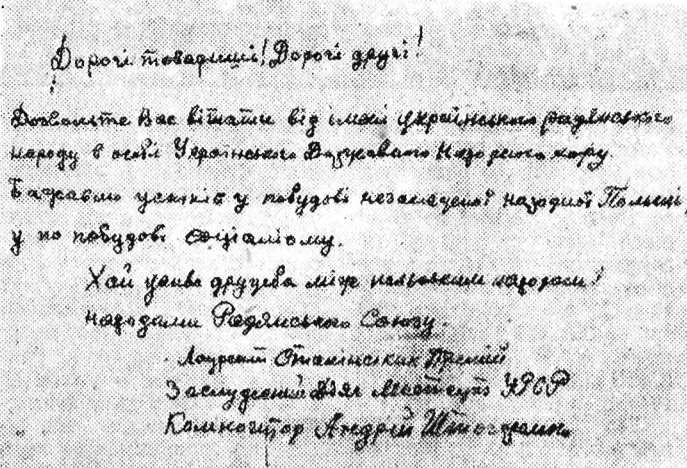 Дорогі товариші! Дорогі друзі!
Дозвольте Вас вітати від імені українського радянського
народу в особі Українського Державного Народного хору.
Бажаємо успіхів у побудові незалежної народної Польщі,
у по побудові соціалізму.
Хай живе дружба між польським народом і
народами Радянського Союзу.
Лауреат Сталінських Премій
Заслужений діяч Мистецтв УРСР
Композитор Андрій